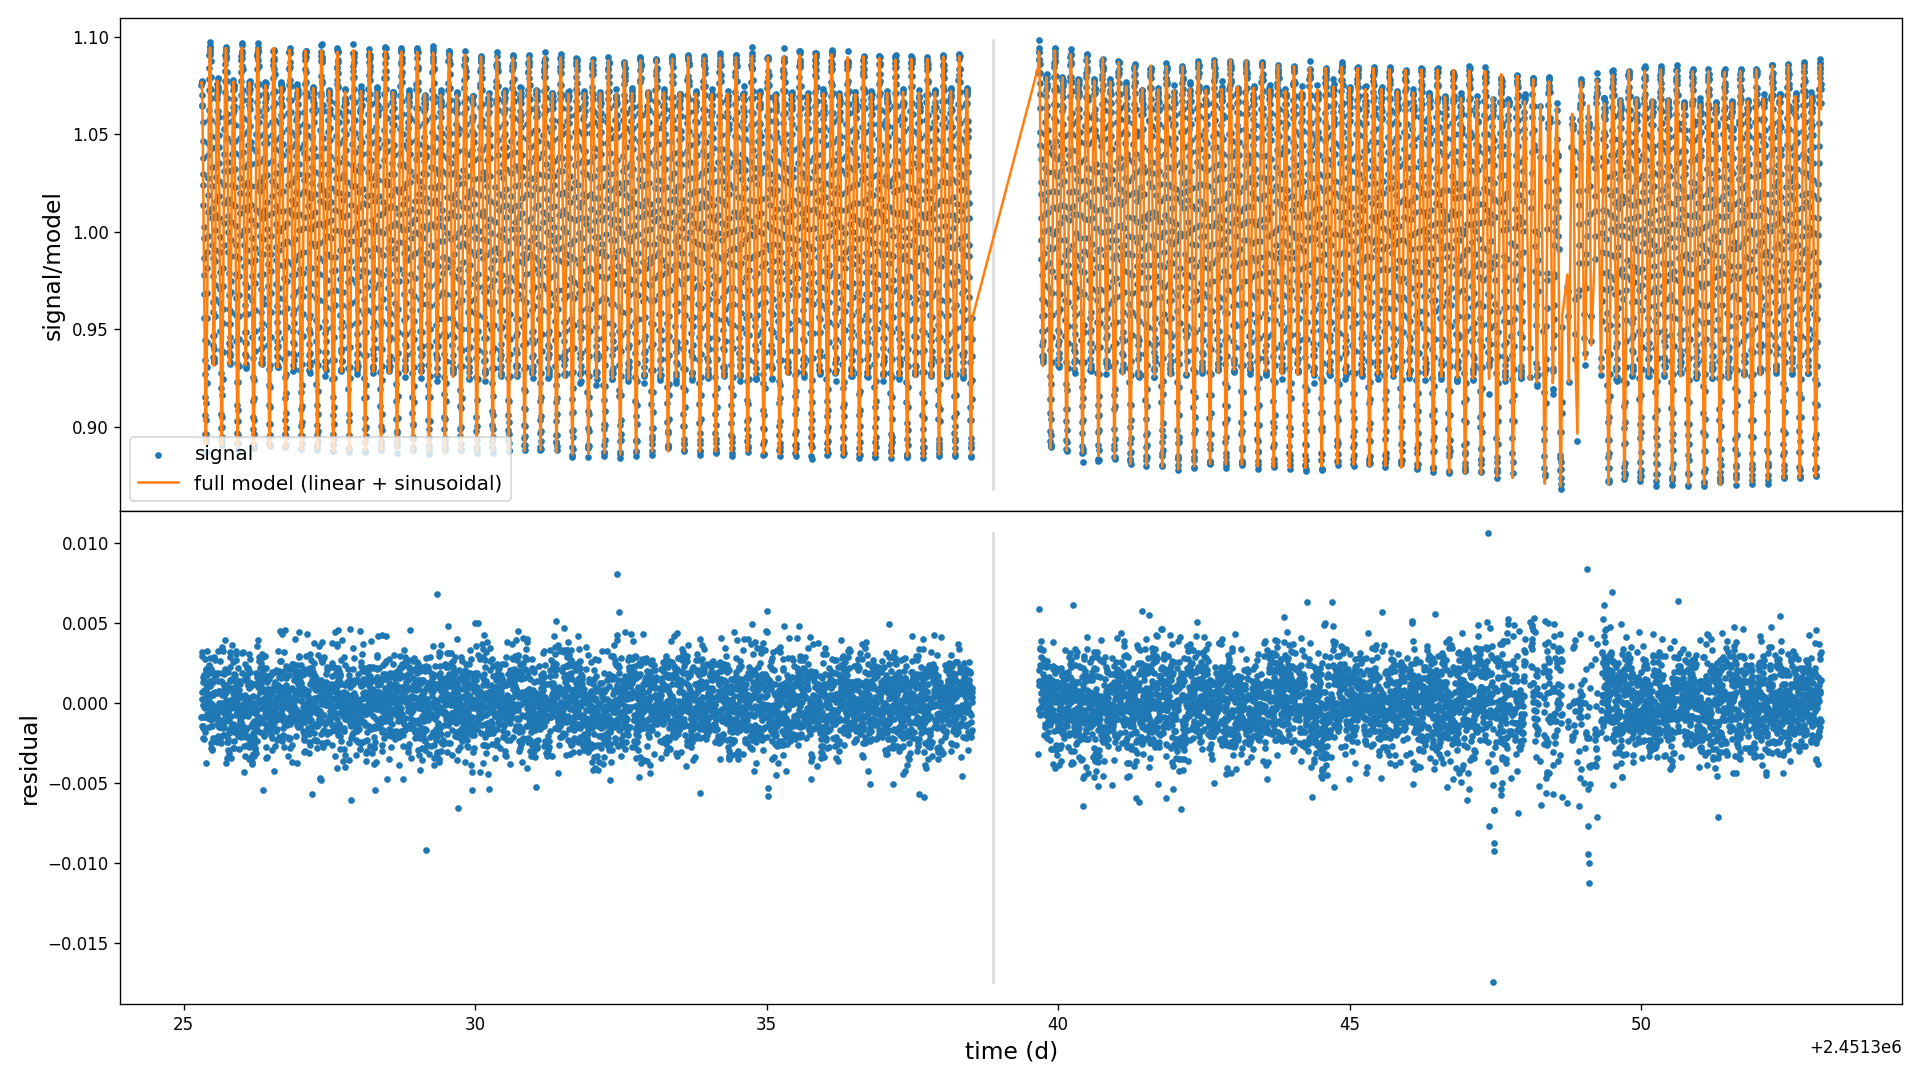 1.10
1.05
1.00
0.95
0.90
signal/model
signal
full model (linear + sinusoidal)
0.010
0.005
0.000
−0.005
−0.010
−0.015
residual
25 30 35 40 45 50
time (d)
+2.4513e6